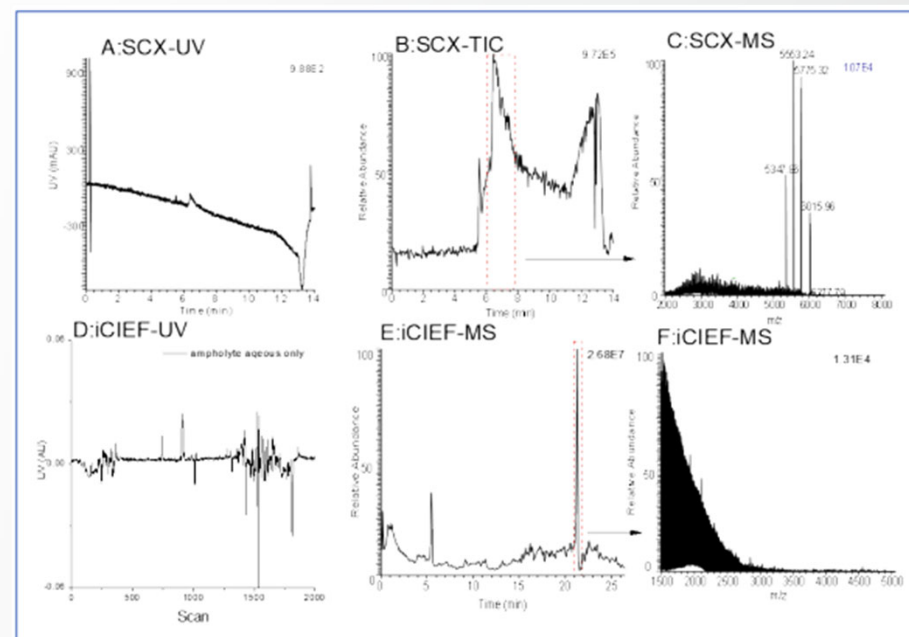 A:SCX-UV
9.88E2
900
300
-300
UV (mAU)
0 2 4 6 8 10 12 14
Time (min)
B:SCX-TIC
9.72E5
100
50
0
Relative Abundance
0 2 4 6 8 10 12 14
Time (min)
C:SCX-MS
5563.24
5775.32
1.07E4
100
5347.66
50
6015.96
0
Relative Abundance
2000 3000 4000 5000 6000 7000 8000
m/z
D:iCIEF-UV
0.06
ampholyte aqeous only
0.00
-0.06
UV (AU)
0 500 1000 1500 2000
Scan
E:iCIEF-MS
100
2.68E7
50
0
Relative Abundance
0 5 10 15 20 25
Time (min)
F:iCIEF-MS
100
1.31E4
50
0
Relative Abundance
1500 2000 2500 3000 3500 4000 4500 5000
m/z